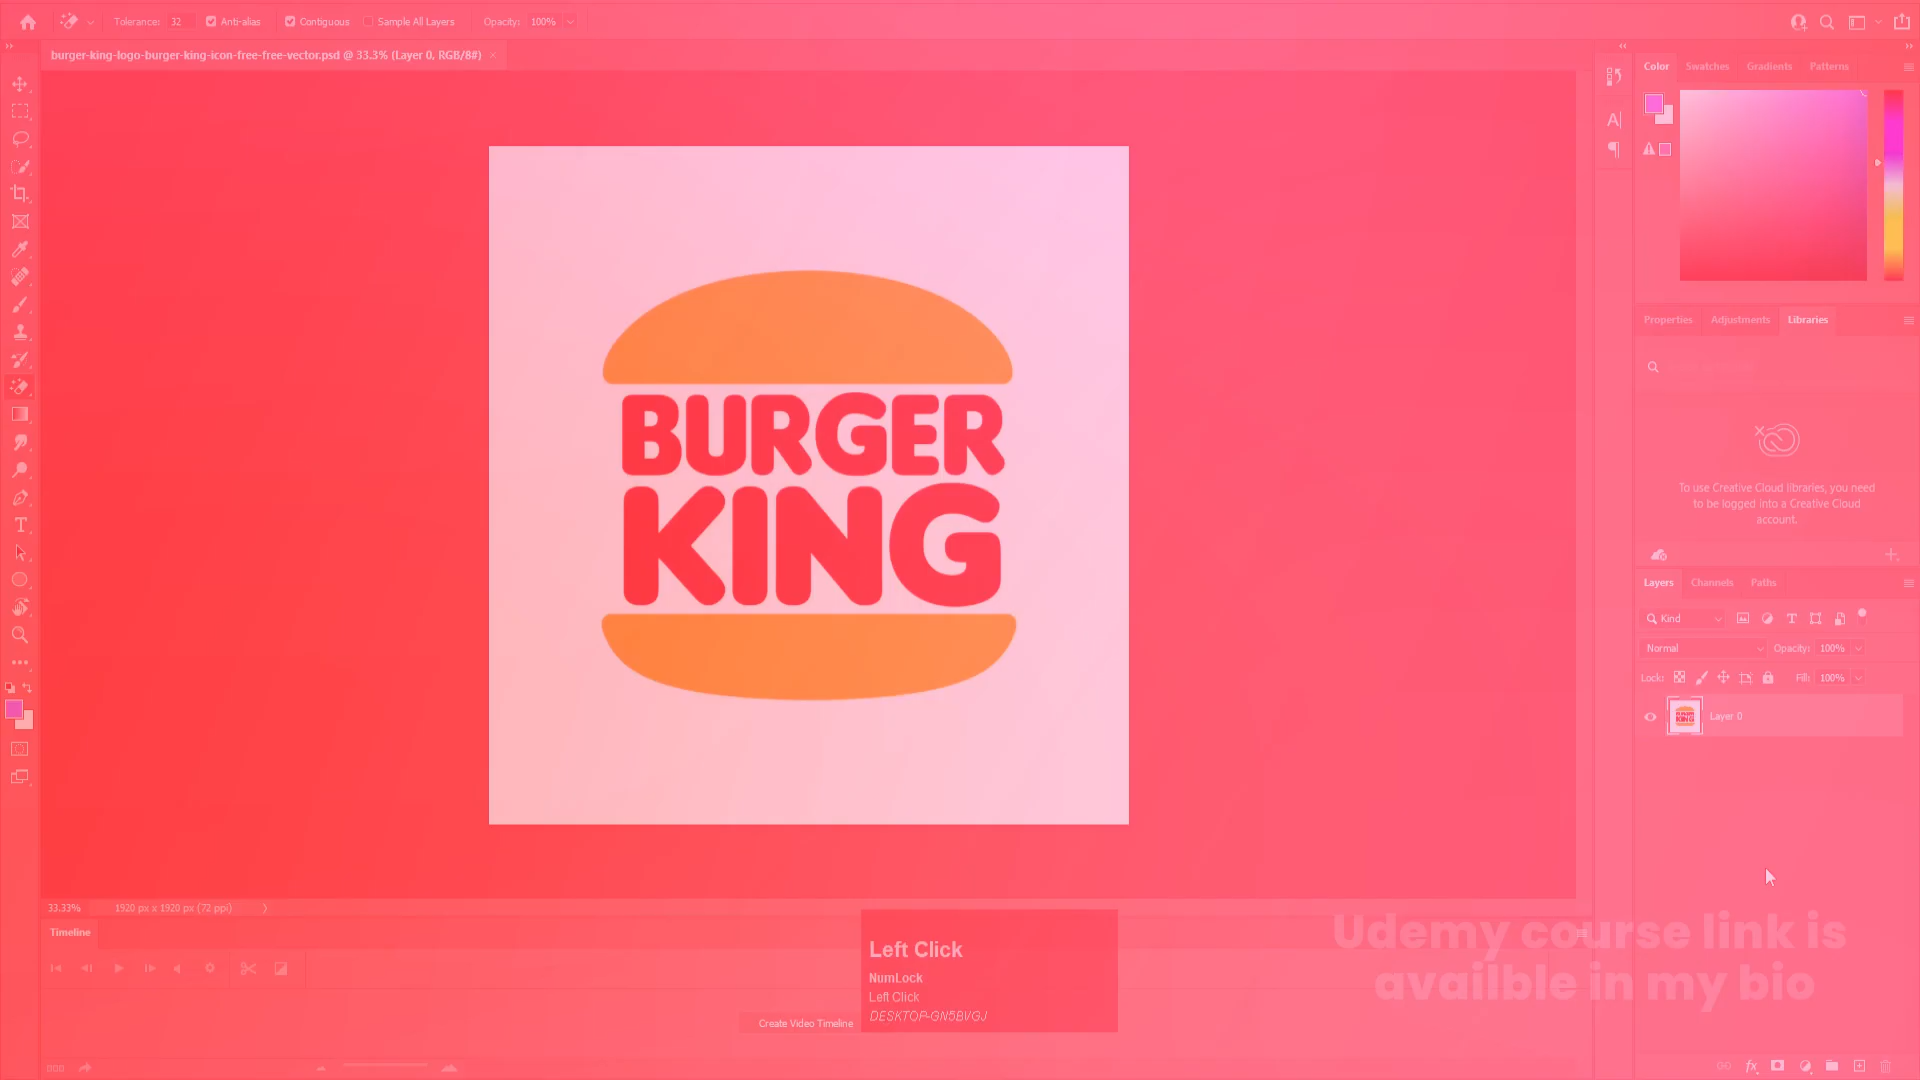 Tolerance: 32 Anti-alias Contiguous Sample All Layers Opacity: 100%
burger-king-logo-burger-king-icon-free-free-vector.psd @ 33.3% (Layer 0, RGB/8#) ×
Color Swatches Gradients Patterns
BURGER
KING
Properties Adjustments Libraries
To use Creative Cloud libraries, you need
to be logged into a Creative Cloud
account.
Layers Channels Paths
Kind
Normal Opacity: 100%
Lock: Fill: 100%
Layer 0
33.33% 1920 px x 1920 px (72 ppi)
Timeline
Left Click
NumLock
Left Click
DESKTOP-GN5BVGJ
Create Video Timeline
Udemy course link is
availble in my bio